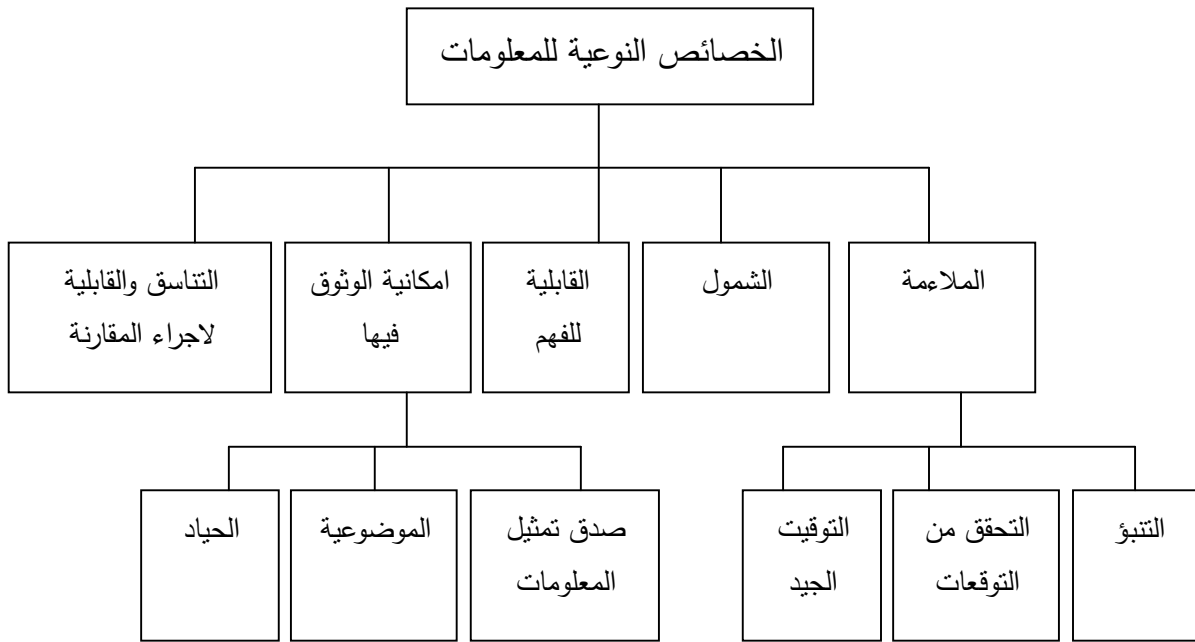 الخصائص النوعية للمعلومات
الملاءمة
الشمول
القابلية
للفهم
امكانية الوثوق
فيها
التناسق والقابلية
لاجراء المقارنة
التنبؤ
التحقق من
التوقعات
التوقيت
الجيد
صدق تمثيل
المعلومات
الموضوعية
الحياد